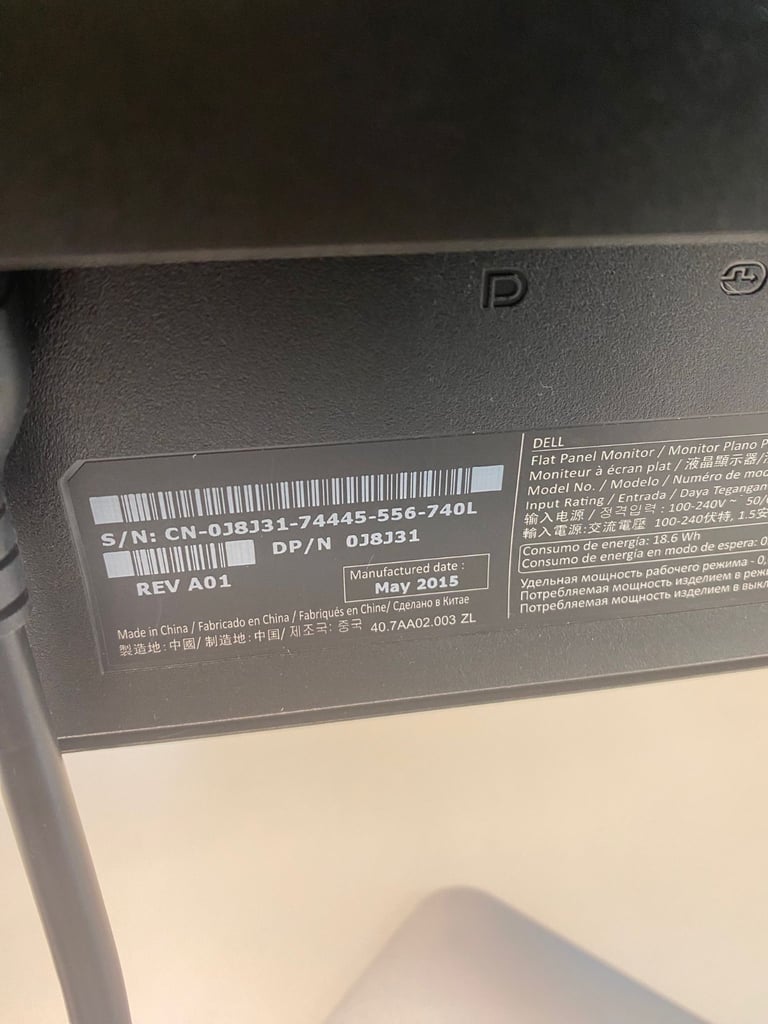 S/N: CN-0J8J31-74445-556-740L
DP/N 0J8J31
REV A01
Manufactured date :
May 2015
Made in China / Fabricado en China / Fabriqués en Chine/ Сделано в Китае
製造地: 中國/ 制造地: 中国/ 제조국: 중국 40.7AA02.003 ZL
DELL
Flat Panel Monitor / Monitor Plano
Moniteur à écran plat / 液晶顯示器/
Model No. / Modelo / Numéro de
Input Rating / Entrada / Daya Tegangan
输入电源 / 정격입력 : 100-240V ~ 50/
輸入電源:交流電壓 100-240伏特, 1.5安
Consumo de energía: 18.6 Wh
Consumo de energía en modo de espera:
Удельная мощность рабочего режима - 0,
Потребляемая мощность изделием в
Потребляемая мощность изделием в